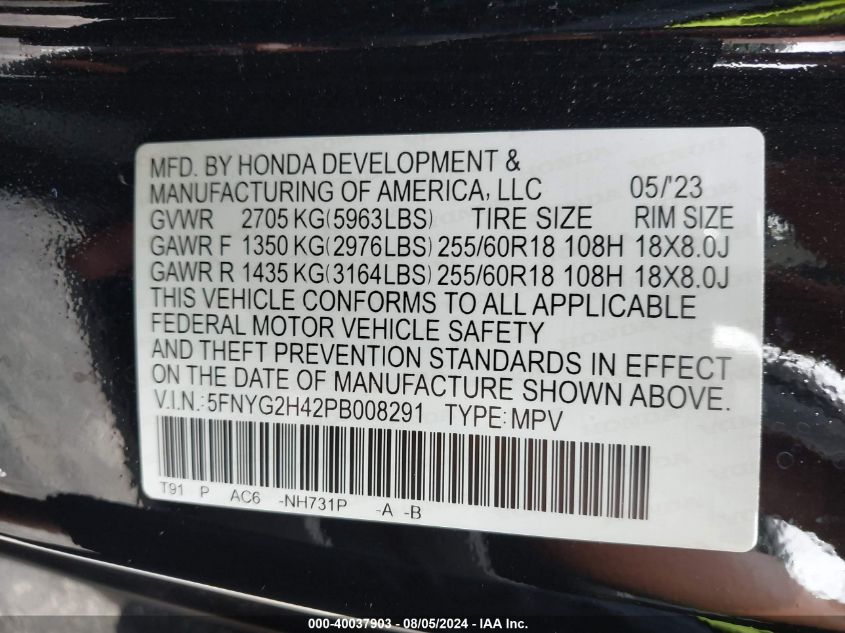 MFD. BY HONDA DEVELOPMENT &
MANUFACTURING OF AMERICA, LLC 05/'23
GVWR 2705 KG(5963LBS) TIRE SIZE RIM SIZE
GAWR F 1350 KG(2976LBS) 255/60R18 108H 18X8.0J
GAWR R 1435 KG(3164LBS) 255/60R18 108H 18X8.0J
THIS VEHICLE CONFORMS TO ALL APPLICABLE
FEDERAL MOTOR VEHICLE SAFETY
AND THEFT PREVENTION STANDARDS IN EFFECT
ON THE DATE OF MANUFACTURE SHOWN ABOVE.
V.I.N.: 5FNYG2H42PB008291 TYPE: MPV
T91 P AC6 -NH731P -A -B
000-40037903 - 08/05/2024 - IAA Inc.